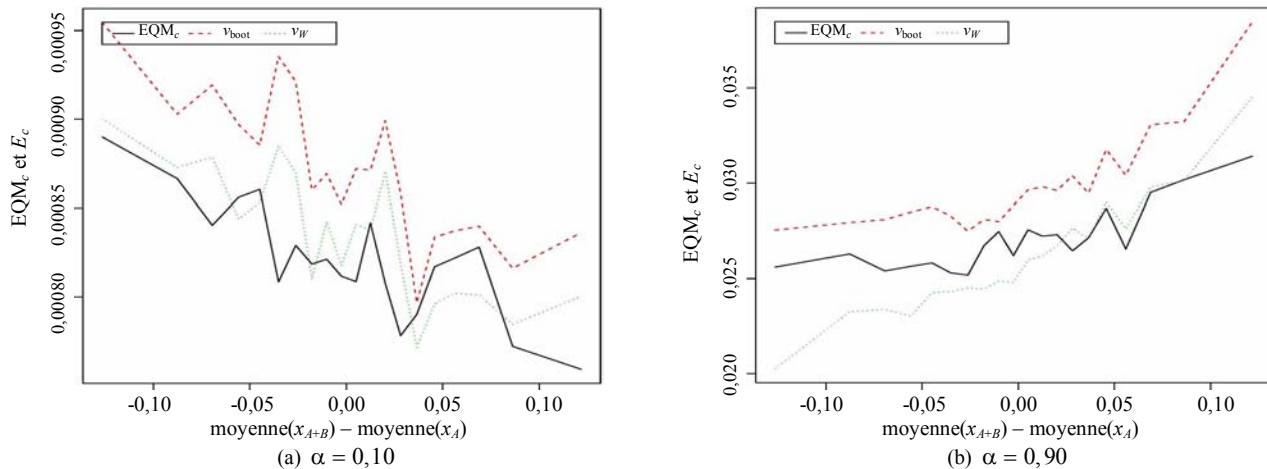 EQM_c v_boot v_W
0,00095
0,00090
0,00085
0,00080
EQM_c et E_c
-0,10 -0,05 0,00 0,05 0,10
moyenne(x_{A+B}) – moyenne(x_A)
(a) α = 0,10
EQM_c v_boot v_W
0,035
0,030
0,025
0,020
EQM_c et E_c
-0,10 -0,05 0,00 0,05 0,10
moyenne(x_{A+B}) – moyenne(x_A)
(b) α = 0,90